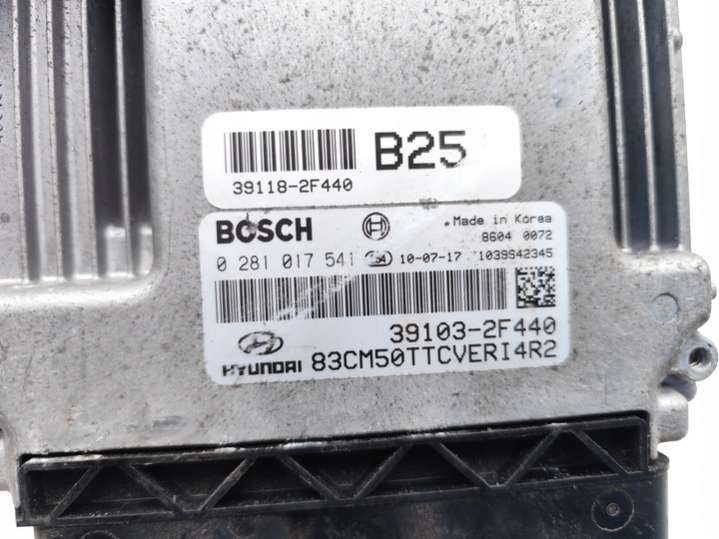 B25
39118-2F440
BOSCH
Made in Korea
8604 0072
0 281 017 541 10-07-17 1039S42345
39103-2F440
HYUNDAI 83CM50TTCVERI4R2